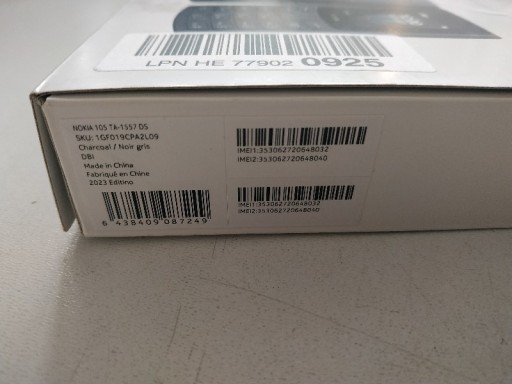 LPN HE 77902 0925
NOKIA 105 TA-1557 DS
SKU: 1GF019CPA2L09
Charcoal / Noir gris
DBI
Made in China
Fabriqué en Chine
2023 Editino
6 438409 087249
IMEI1:353062720648032
IMEI2:353062720648040
IMEI1:353062720648032
IMEI2:353062720648040